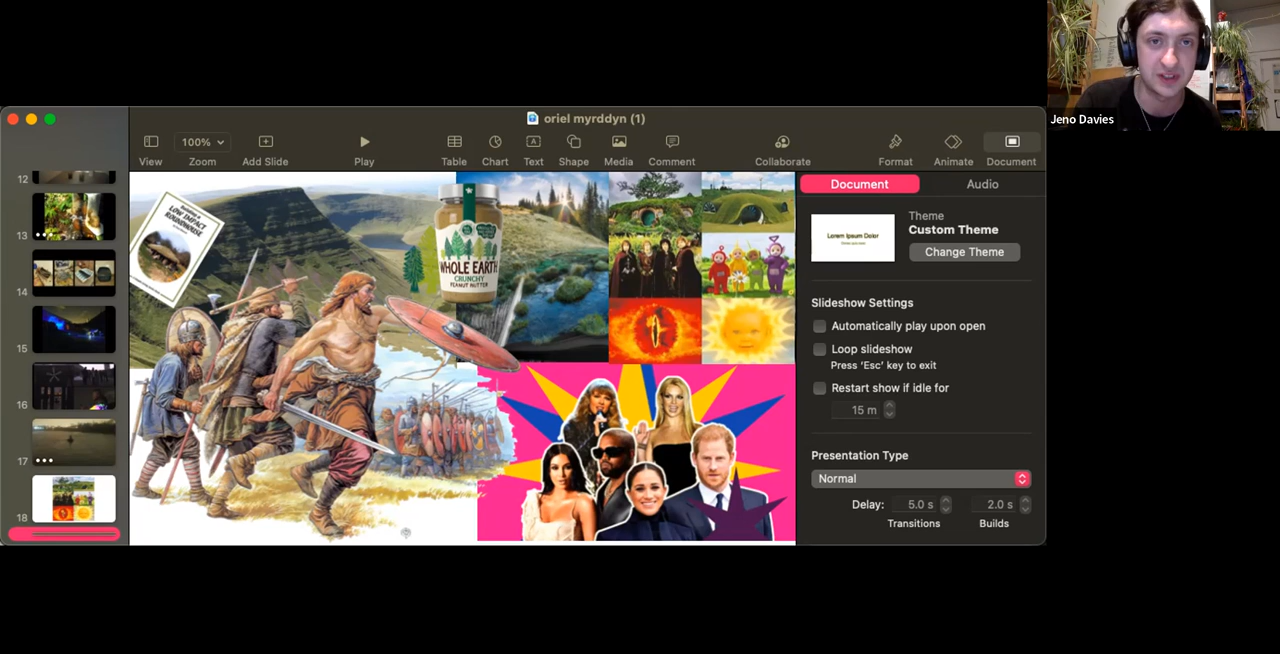 Jeno Davies
oriel myrddyn (1)
100%
View
Zoom
Add Slide
Play
Table
Chart
Text
Shape
Media
Comment
Collaborate
Format
Animate
Document
12
13
14
15
16
17
18
LOW IMPACT
ROUNDHOUSE
WHOLE EARTH
CRUNCHY
PEANUT BUTTER
Document
Audio
Lorem Ipsum Dolor
Theme
Custom Theme
Change Theme
Slideshow Settings
Automatically play upon open
Loop slideshow
Press 'Esc' key to exit
Restart show if idle for
15 m
Presentation Type
Normal
Delay:
5.0 s
2.0 s
Transitions
Builds